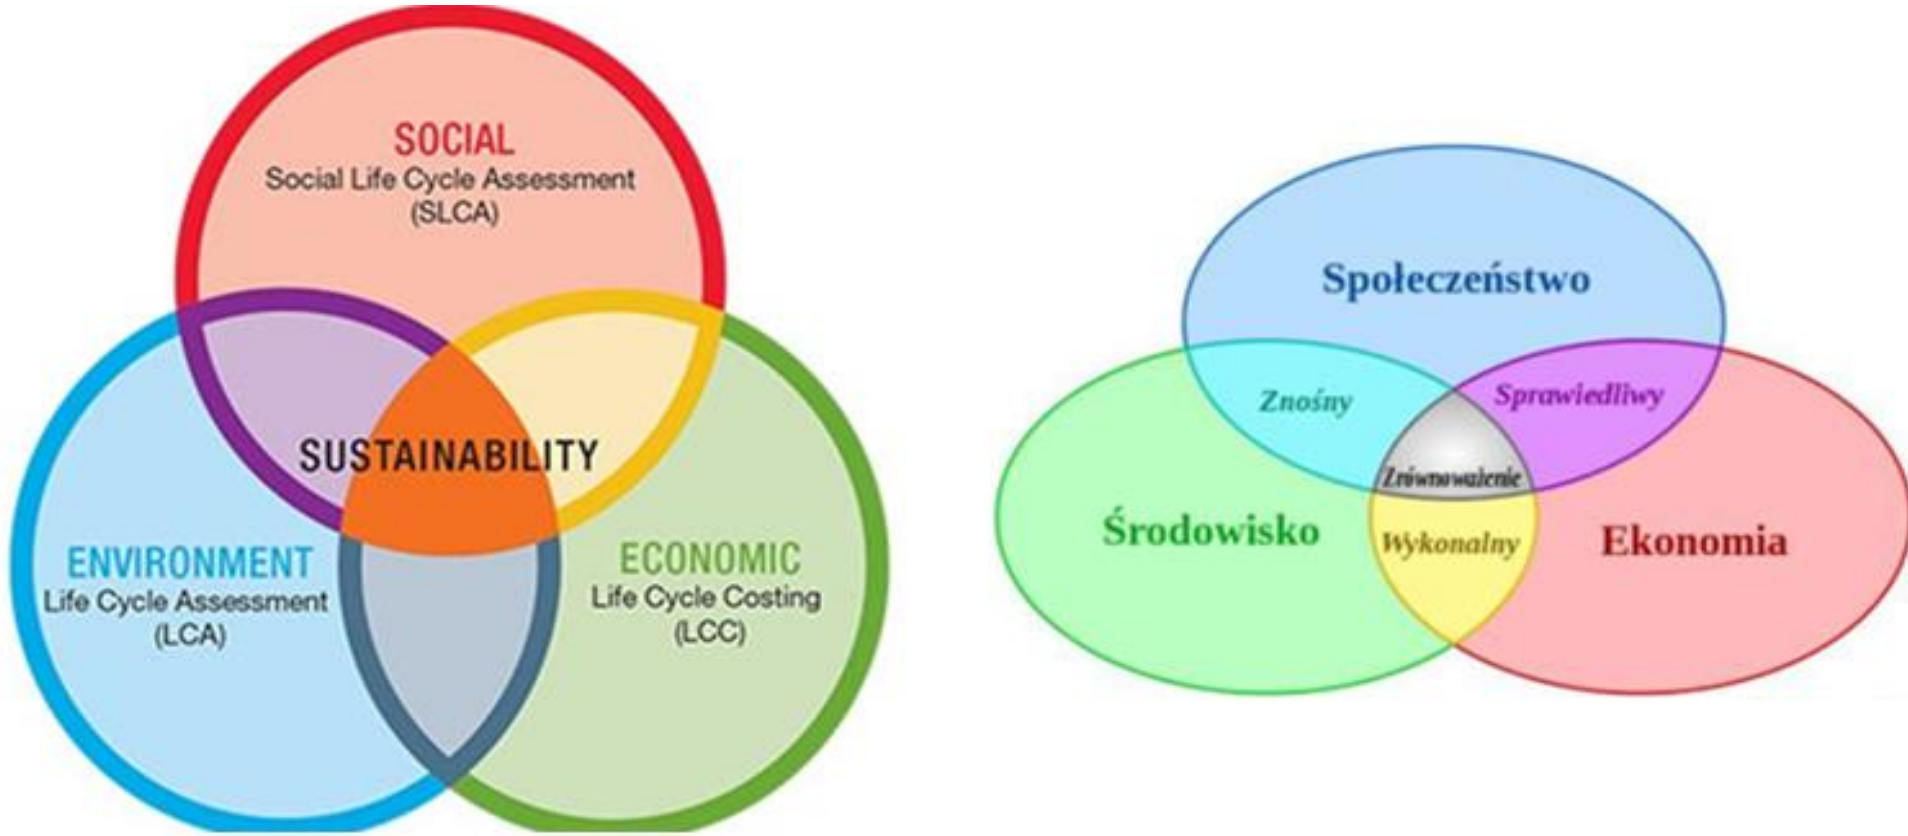 SOCIAL
Social Life Cycle Assessment
(SLCA)
SUSTAINABILITY
ENVIRONMENT
Life Cycle Assessment
(LCA)
ECONOMIC
Life Cycle Costing
(LCC)
Społeczeństwo
Znośny
Sprawiedliwy
Zrównoważenie
Środowisko
Wykonalny
Ekonomia